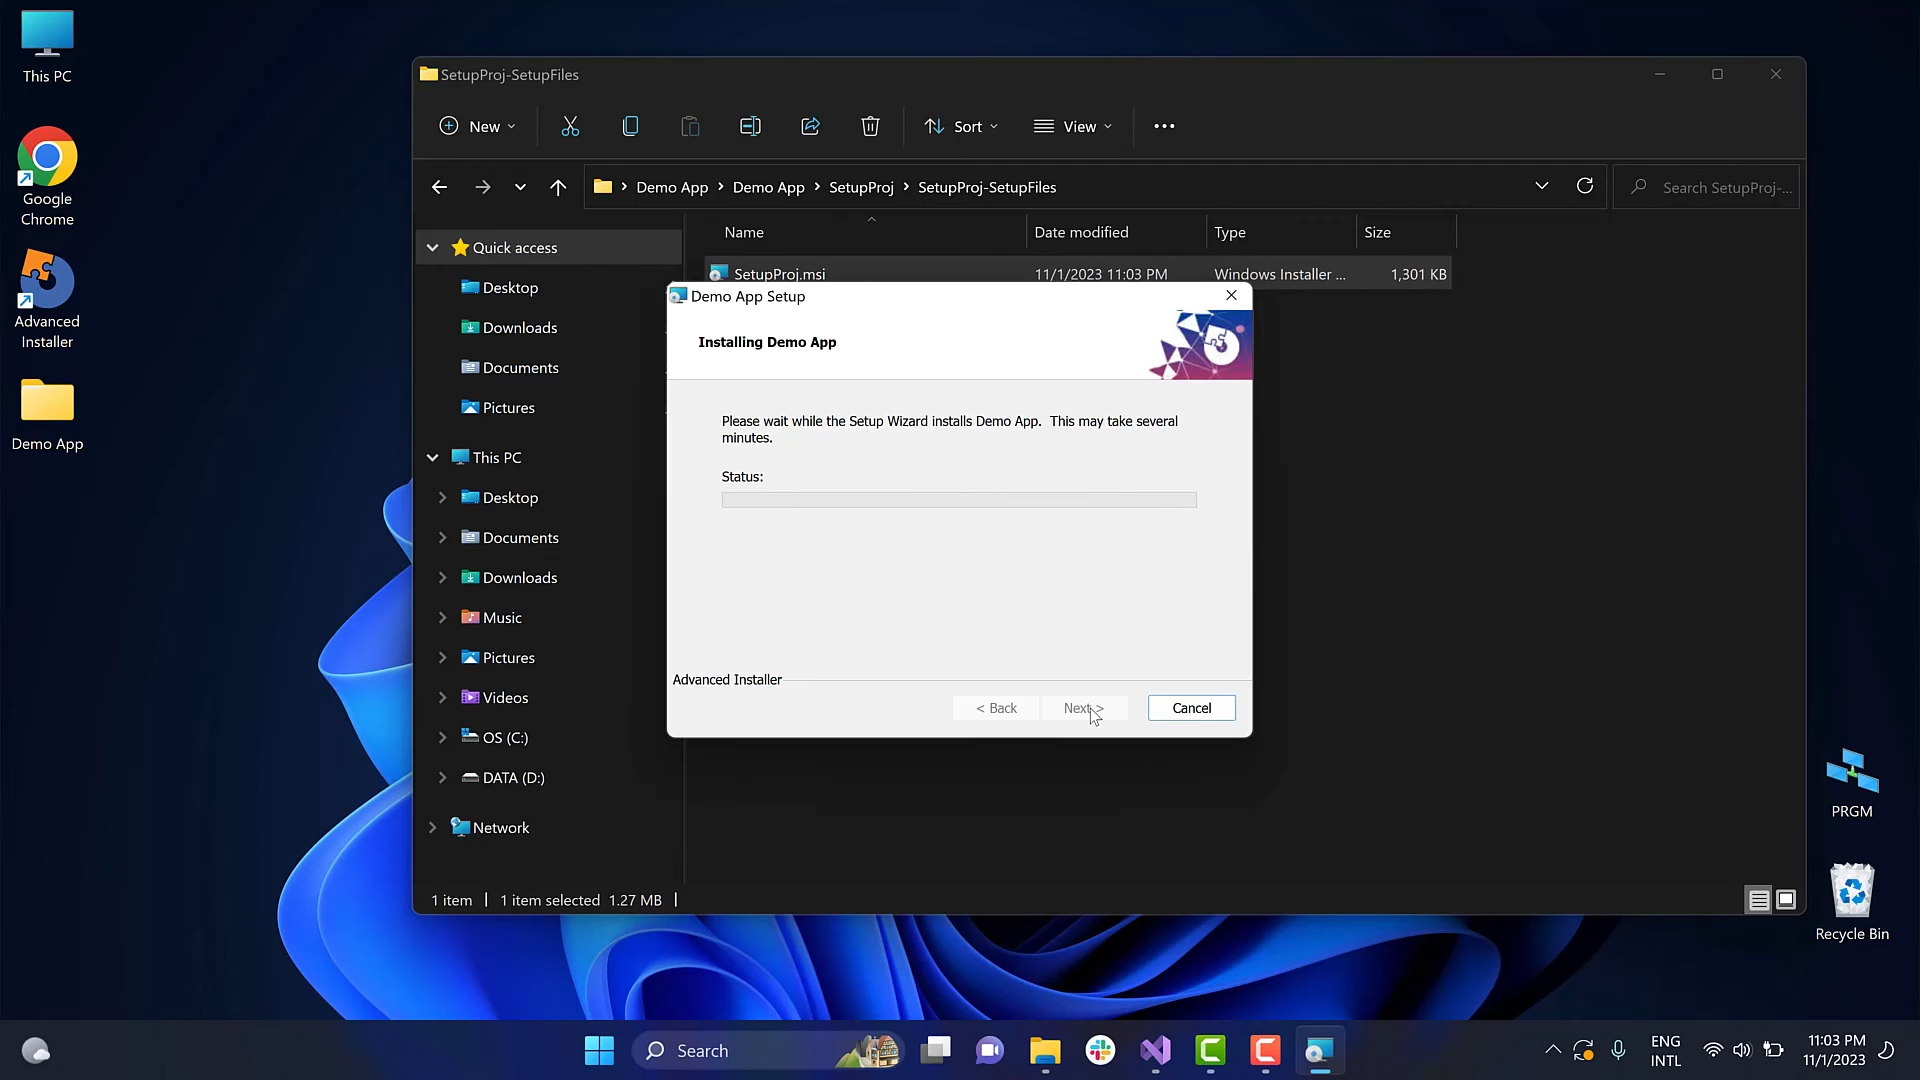 This PC
Google
Chrome
Advanced
Installer
Demo App
SetupProj-SetupFiles
New
Sort
View
Demo App
Demo App
SetupProj
SetupProj-SetupFiles
Search SetupProj-...
Name
Date modified
Type
Size
SetupProj.msi
11/1/2023 11:03 PM
Windows Installer ...
1,301 KB
Quick access
Desktop
Downloads
Documents
Pictures
This PC
Desktop
Documents
Downloads
Music
Pictures
Videos
OS (C:)
DATA (D:)
Network
1 item
1 item selected
1.27 MB
Demo App Setup
Installing Demo App
Please wait while the Setup Wizard installs Demo App. This may take several
minutes.
Status:
Advanced Installer
< Back
Next >
Cancel
PRGM
Recycle Bin
Search
ENG
INTL
11:03 PM
11/1/2023